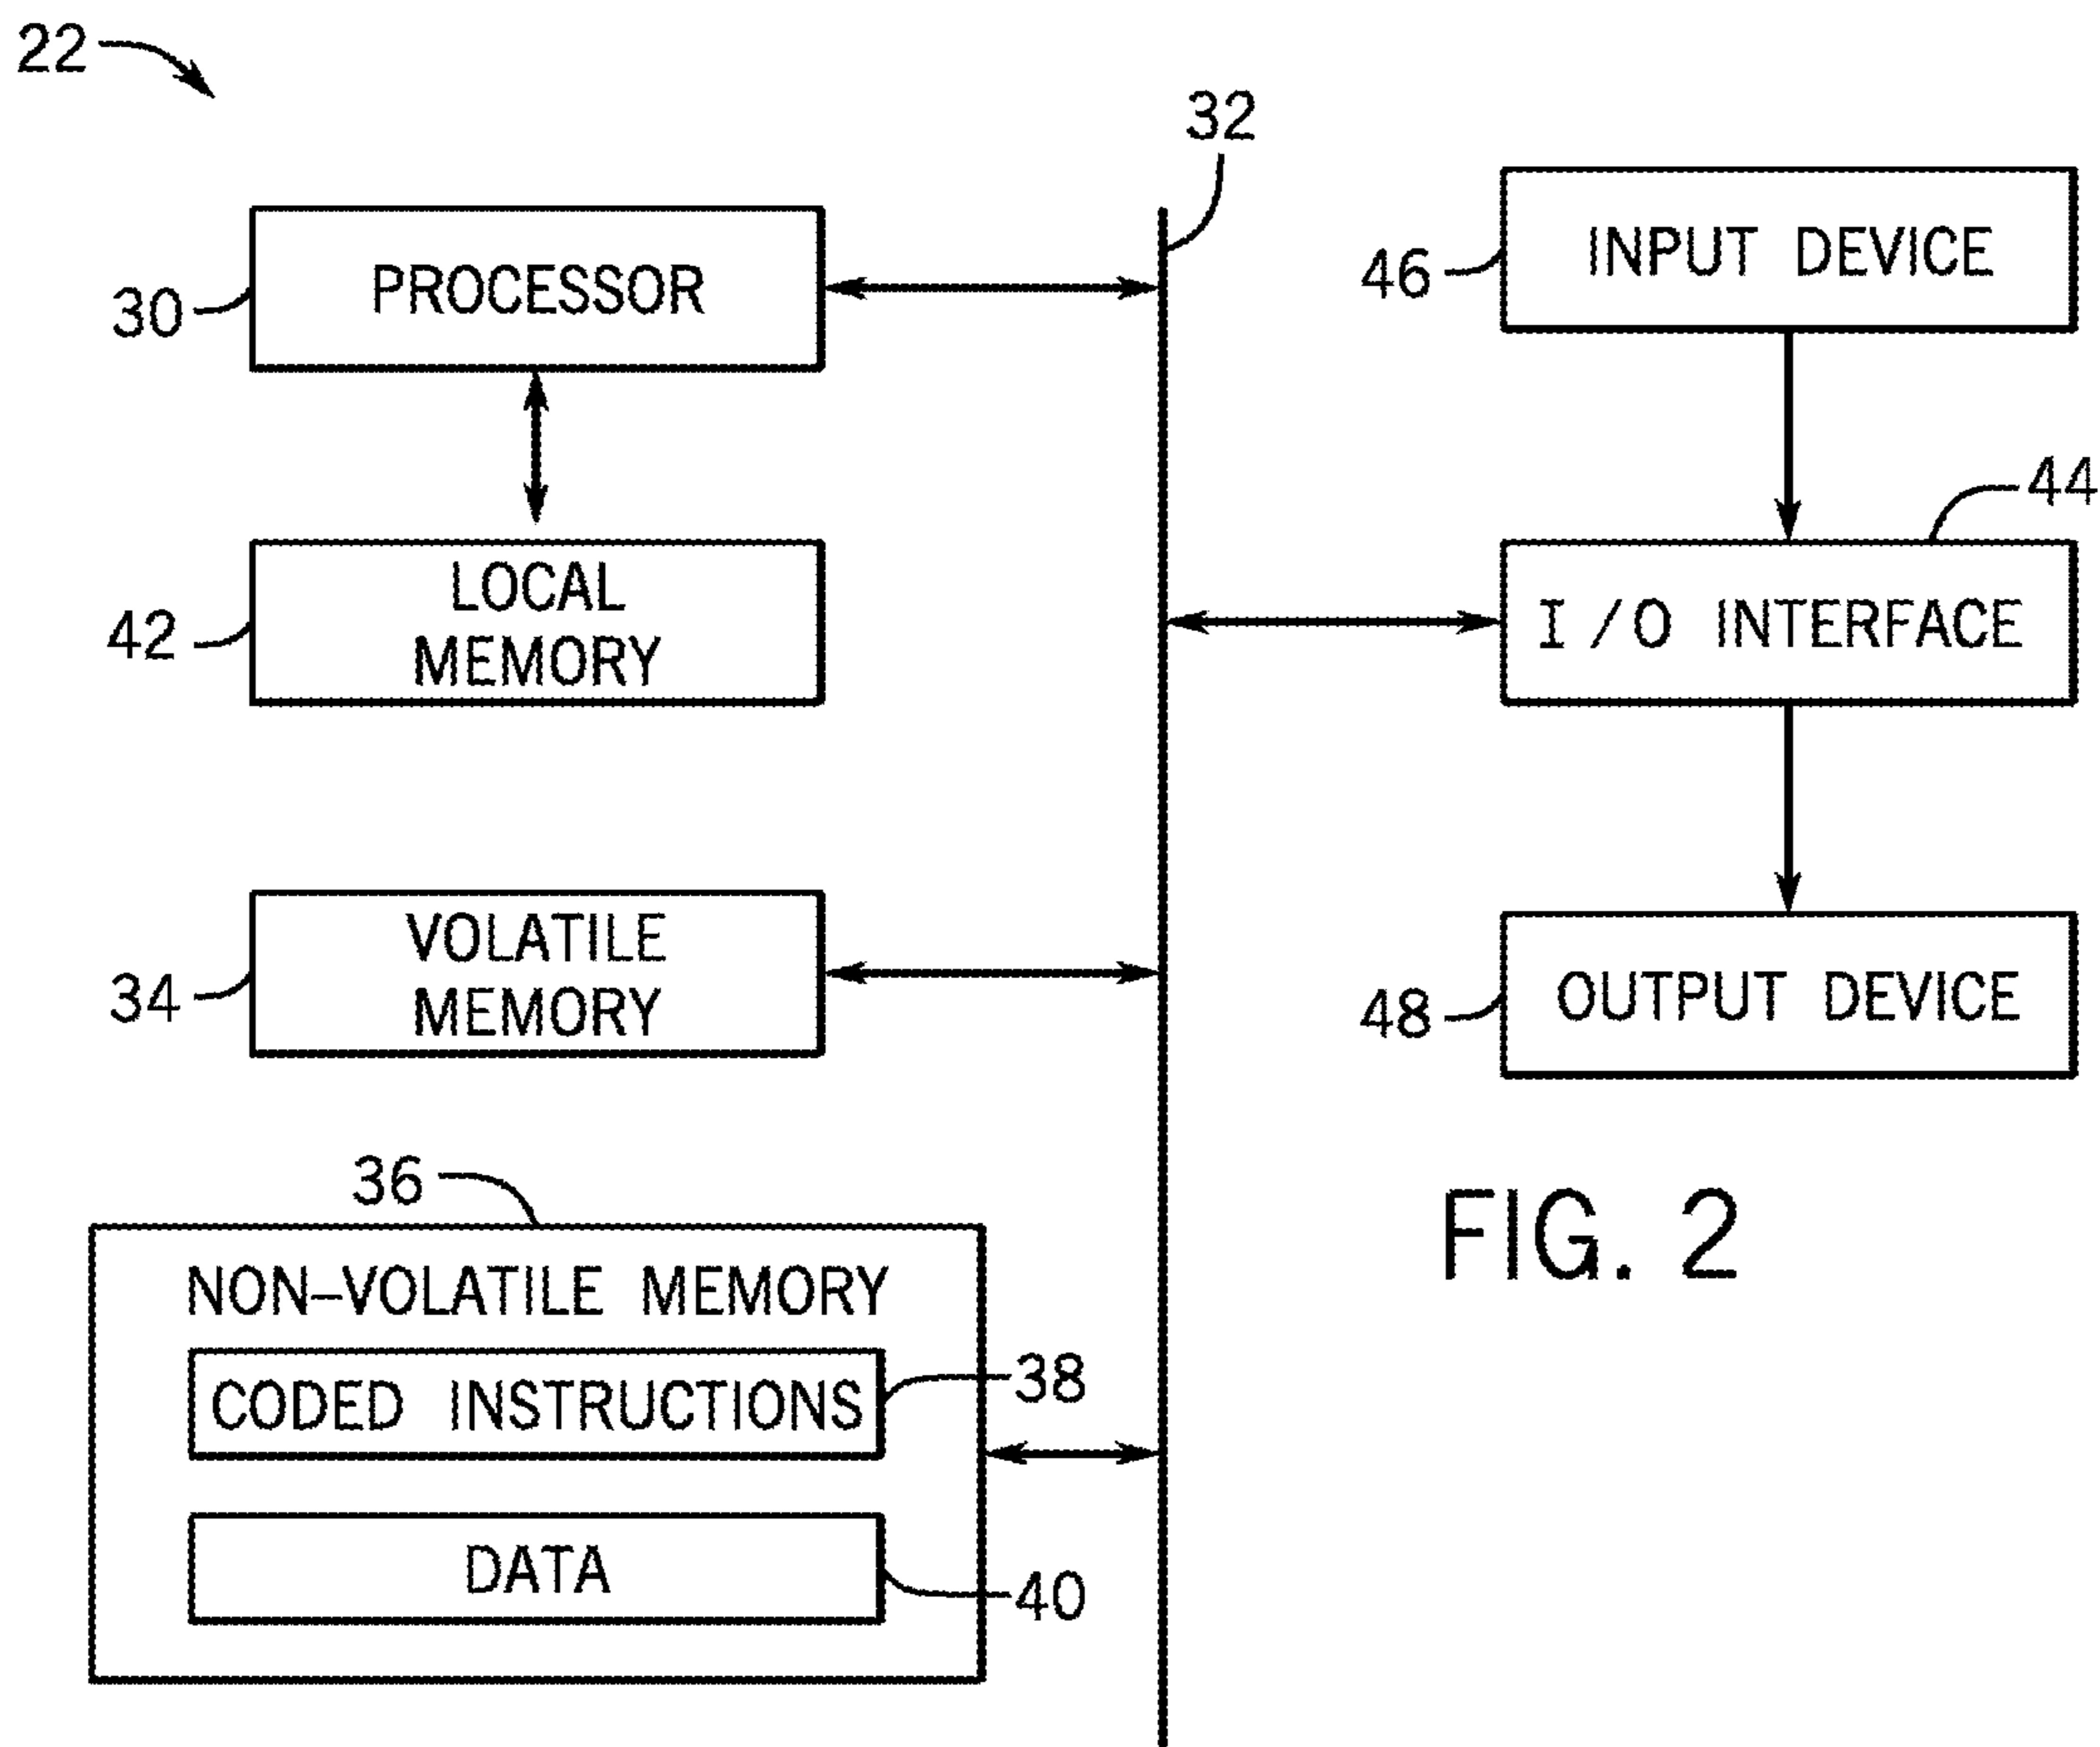 22
32
PROCESSOR
30
INPUT DEVICE
46
LOCAL
MEMORY
42
44
I/O INTERFACE
VOLATILE
MEMORY
34
OUTPUT DEVICE
48
36
NON-VOLATILE MEMORY
CODED INSTRUCTIONS
38
DATA
40
FIG. 2